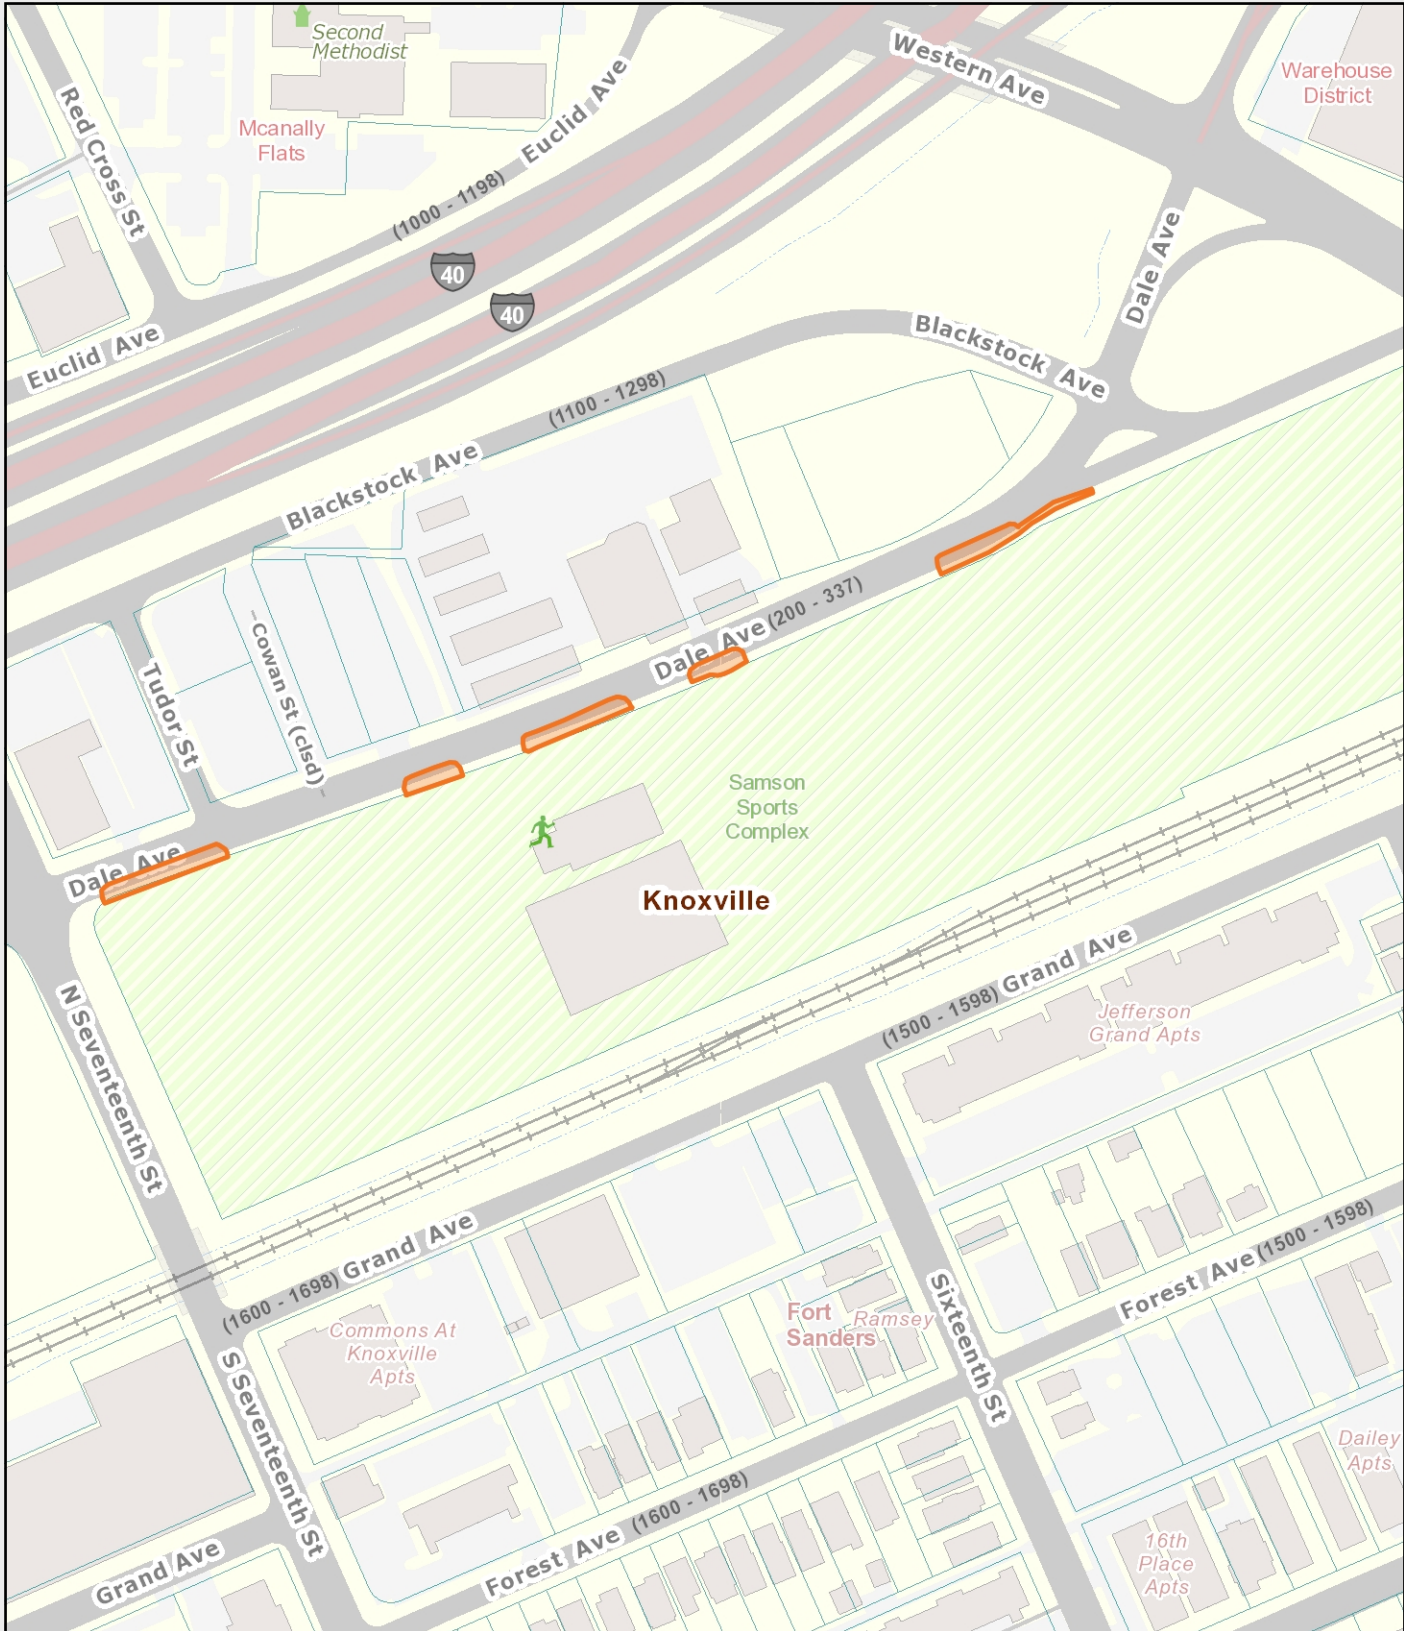 Second
Methodist
Western Ave
Warehouse
District
Red Cross St
Mcanally
Flats
Euclid Ave
(1000 - 1198)
40
40
Dale Ave
Euclid Ave
Blackstock Ave
(1100 - 1298)
Blackstock Ave
Dale Ave
(200 - 337)
Cowan St (clsd)
Tudor St
Samson
Sports
Complex
Dale Ave
Knoxville
Grand Ave
(1500 - 1598)
Jefferson
Grand Apts
N Seventeenth St
Grand Ave
(1600 - 1698)
Forest Ave
(1500 - 1598)
Fort
Sanders
Ramsey
Sixteenth St
Commons At
Knoxville
Apts
S Seventeenth St
Dailey
Apts
(1600 - 1698)
Forest Ave
Grand Ave
16th
Place
Apts